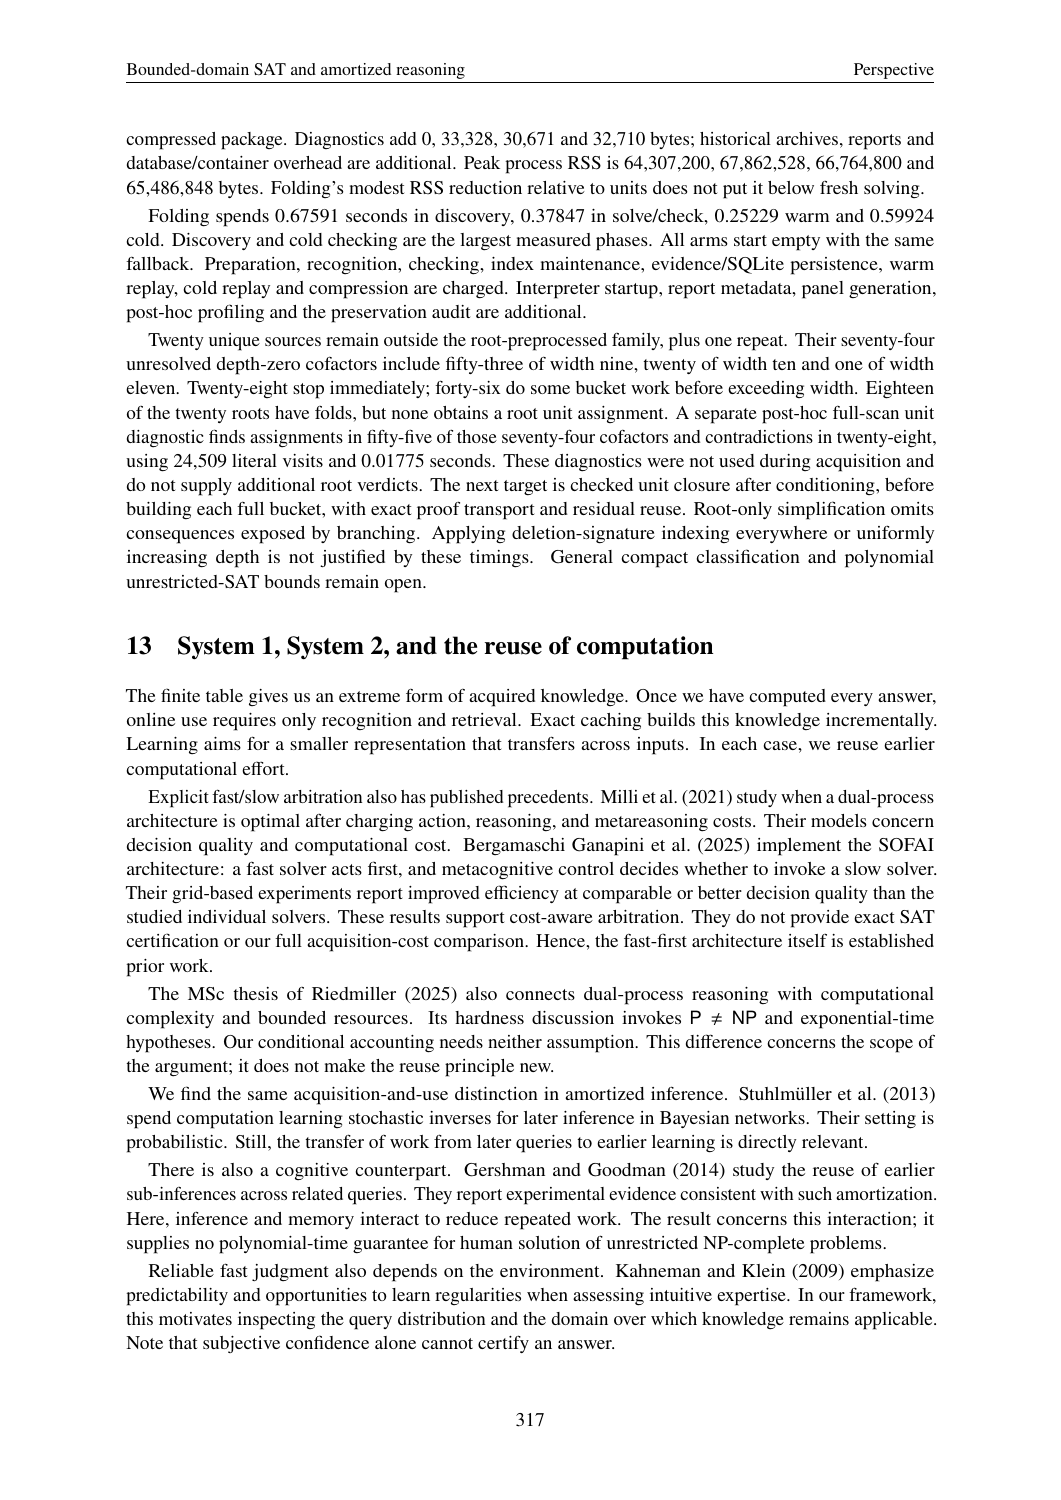 Bounded-domain SAT and amortized reasoning Perspective
compressed package. Diagnostics add 0, 33,328, 30,671 and 32,710 bytes; historical archives, reports and
database/container overhead are additional. Peak process RSS is 64,307,200, 67,862,528, 66,764,800 and
65,486,848 bytes. Folding’s modest RSS reduction relative to units does not put it below fresh solving.
Folding spends 0.67591 seconds in discovery, 0.37847 in solve/check, 0.25229 warm and 0.59924
cold. Discovery and cold checking are the largest measured phases. All arms start empty with the same
fallback. Preparation, recognition, checking, index maintenance, evidence/SQLite persistence, warm
replay, cold replay and compression are charged. Interpreter startup, report metadata, panel generation,
post-hoc profiling and the preservation audit are additional.
Twenty unique sources remain outside the root-preprocessed family, plus one repeat. Their seventy-four
unresolved depth-zero cofactors include fifty-three of width nine, twenty of width ten and one of width
eleven. Twenty-eight stop immediately; forty-six do some bucket work before exceeding width. Eighteen
of the twenty roots have folds, but none obtains a root unit assignment. A separate post-hoc full-scan unit
diagnostic finds assignments in fifty-five of those seventy-four cofactors and contradictions in twenty-eight,
using 24,509 literal visits and 0.01775 seconds. These diagnostics were not used during acquisition and
do not supply additional root verdicts. The next target is checked unit closure after conditioning, before
building each full bucket, with exact proof transport and residual reuse. Root-only simplification omits
consequences exposed by branching. Applying deletion-signature indexing everywhere or uniformly
increasing depth is not justified by these timings. General compact classification and polynomial
unrestricted-SAT bounds remain open.
13 System 1, System 2, and the reuse of computation
The finite table gives us an extreme form of acquired knowledge. Once we have computed every answer,
online use requires only recognition and retrieval. Exact caching builds this knowledge incrementally.
Learning aims for a smaller representation that transfers across inputs. In each case, we reuse earlier
computational effort.
Explicit fast/slow arbitration also has published precedents. Milli et al. (2021) study when a dual-process
architecture is optimal after charging action, reasoning, and metareasoning costs. Their models concern
decision quality and computational cost. Bergamaschi Ganapini et al. (2025) implement the SOFAI
architecture: a fast solver acts first, and metacognitive control decides whether to invoke a slow solver.
Their grid-based experiments report improved efficiency at comparable or better decision quality than the
studied individual solvers. These results support cost-aware arbitration. They do not provide exact SAT
certification or our full acquisition-cost comparison. Hence, the fast-first architecture itself is established
prior work.
The MSc thesis of Riedmiller (2025) also connects dual-process reasoning with computational
complexity and bounded resources. Its hardness discussion invokes P ≠ NP and exponential-time
hypotheses. Our conditional accounting needs neither assumption. This difference concerns the scope of
the argument; it does not make the reuse principle new.
We find the same acquisition-and-use distinction in amortized inference. Stuhlmüller et al. (2013)
spend computation learning stochastic inverses for later inference in Bayesian networks. Their setting is
probabilistic. Still, the transfer of work from later queries to earlier learning is directly relevant.
There is also a cognitive counterpart. Gershman and Goodman (2014) study the reuse of earlier
sub-inferences across related queries. They report experimental evidence consistent with such amortization.
Here, inference and memory interact to reduce repeated work. The result concerns this interaction; it
supplies no polynomial-time guarantee for human solution of unrestricted NP-complete problems.
Reliable fast judgment also depends on the environment. Kahneman and Klein (2009) emphasize
predictability and opportunities to learn regularities when assessing intuitive expertise. In our framework,
this motivates inspecting the query distribution and the domain over which knowledge remains applicable.
Note that subjective confidence alone cannot certify an answer.
317